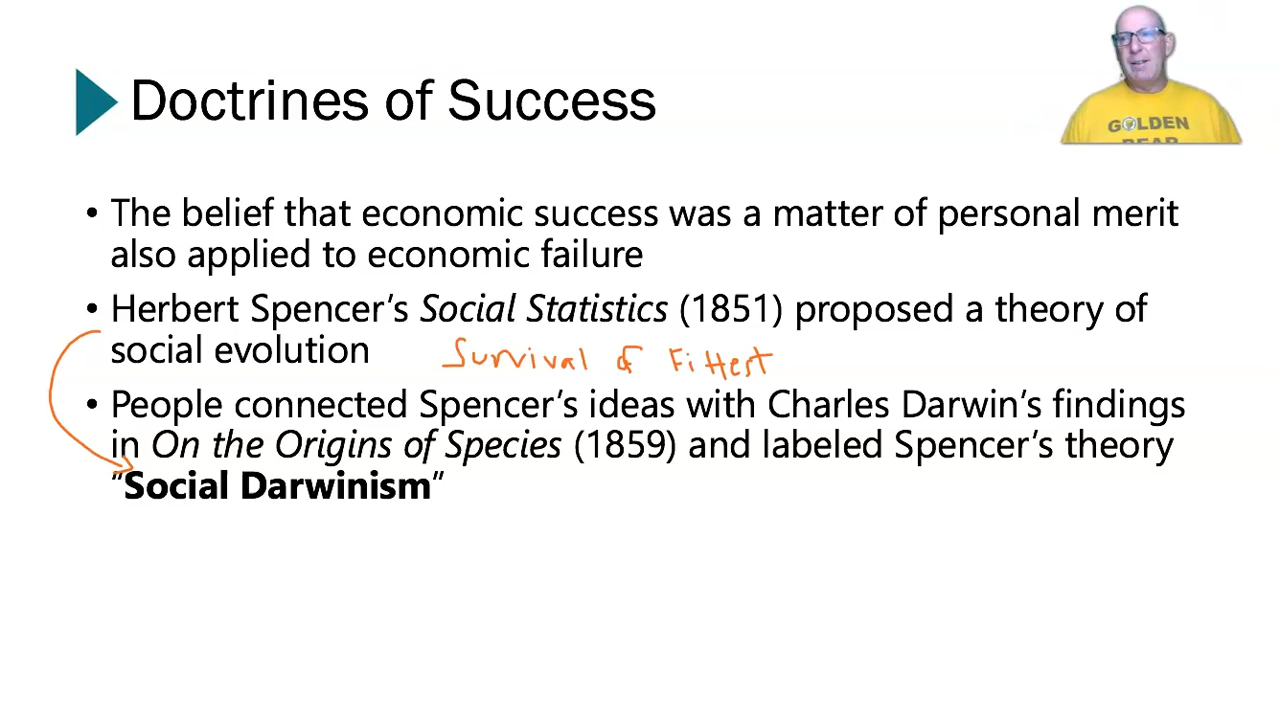 Doctrines of Success
GOLDEN
BEAR
• The belief that economic success was a matter of personal merit
also applied to economic failure
• Herbert Spencer’s Social Statistics (1851) proposed a theory of
social evolution
Survival of Fittest
• People connected Spencer’s ideas with Charles Darwin’s findings
in On the Origins of Species (1859) and labeled Spencer’s theory
“Social Darwinism”